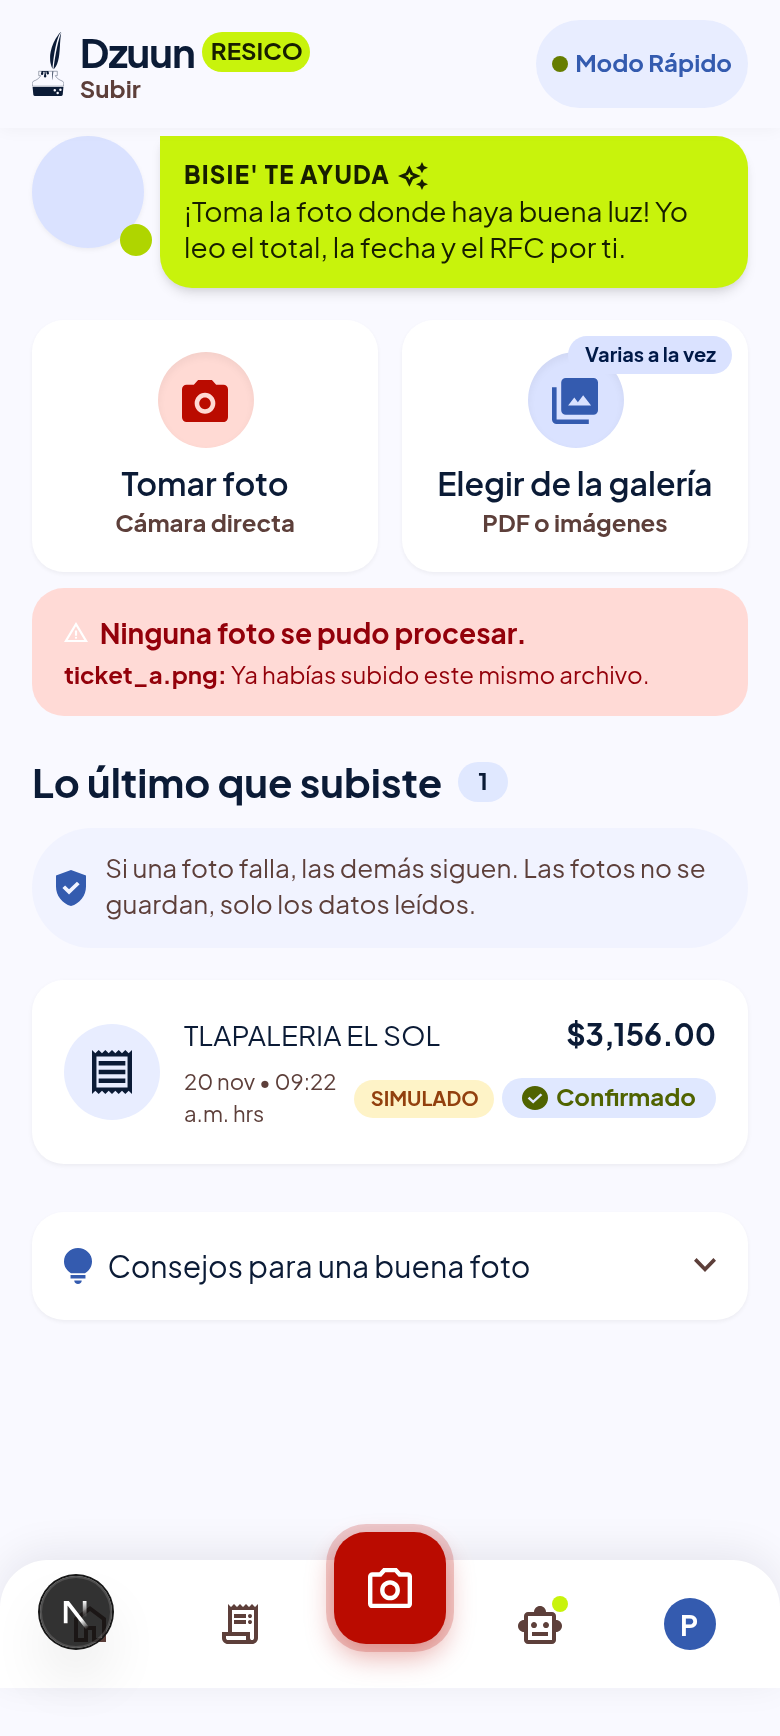 Dzuun RESICO
Subir
Modo Rápido
BISIE' TE AYUDA
¡Toma la foto donde haya buena luz! Yo
leo el total, la fecha y el RFC por ti.
Tomar foto
Cámara directa
Varias a la vez
Elegir de la galería
PDF o imágenes
Ninguna foto se pudo procesar.
ticket_a.png: Ya habías subido este mismo archivo.
Lo último que subiste 1
Si una foto falla, las demás siguen. Las fotos no se
guardan, solo los datos leídos.
TLAPALERIA EL SOL
$3,156.00
20 nov • 09:22
a.m. hrs
SIMULADO
Confirmado
Consejos para una buena foto
N
P